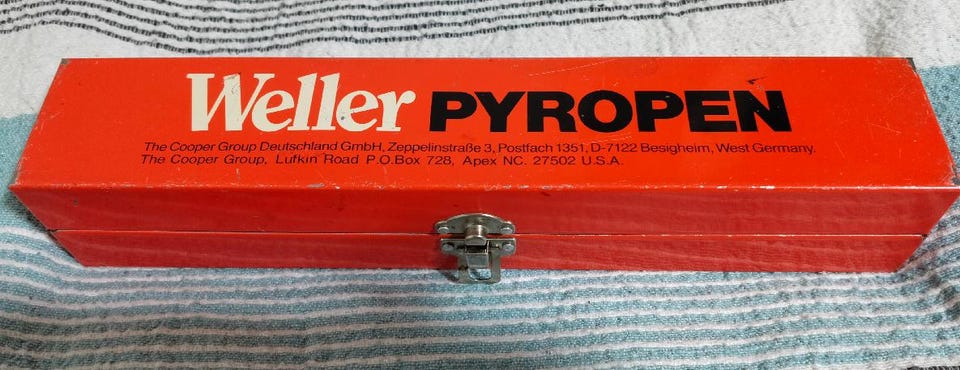 Weller PYROPEN
The Cooper Group Deutschland GmbH, Zeppelinstraße 3, Postfach 1351, D-7122 Besigheim, West Germany.
The Cooper Group, Lufkin Road P.O.Box 728, Apex NC. 27502 U.S.A.